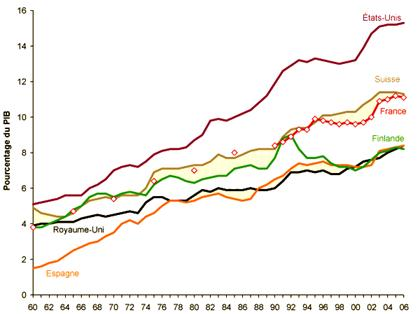 16
14
12
10
8
6
4
2
0
Pourcentage du PIB
États-Unis
Suisse
France
Finlande
Royaume-Uni
Espagne
60 62 64 66 68 70 72 74 76 78 80 82 84 86 88 90 92 94 96 98 00 02 04 06